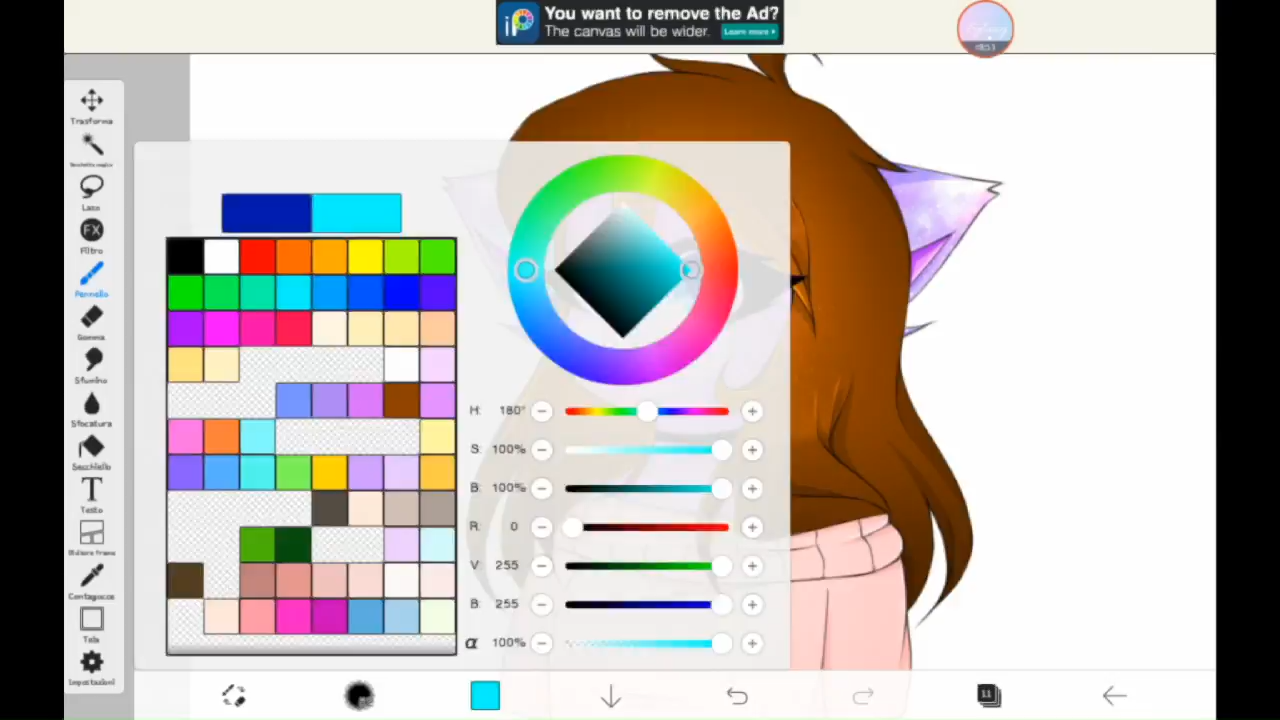 You want to remove the Ad?
The canvas will be wider.
Learn more
iP
Trasforma
Lazo
FX
Filtro
Pennello
Gomma
Sfumino
Sfocatura
Secchiello
T
Testo
Contagocce
Tela
Impostazioni
H: 180°
S: 100%
B: 100%
R: 0
V: 255
B: 255
α 100%
11